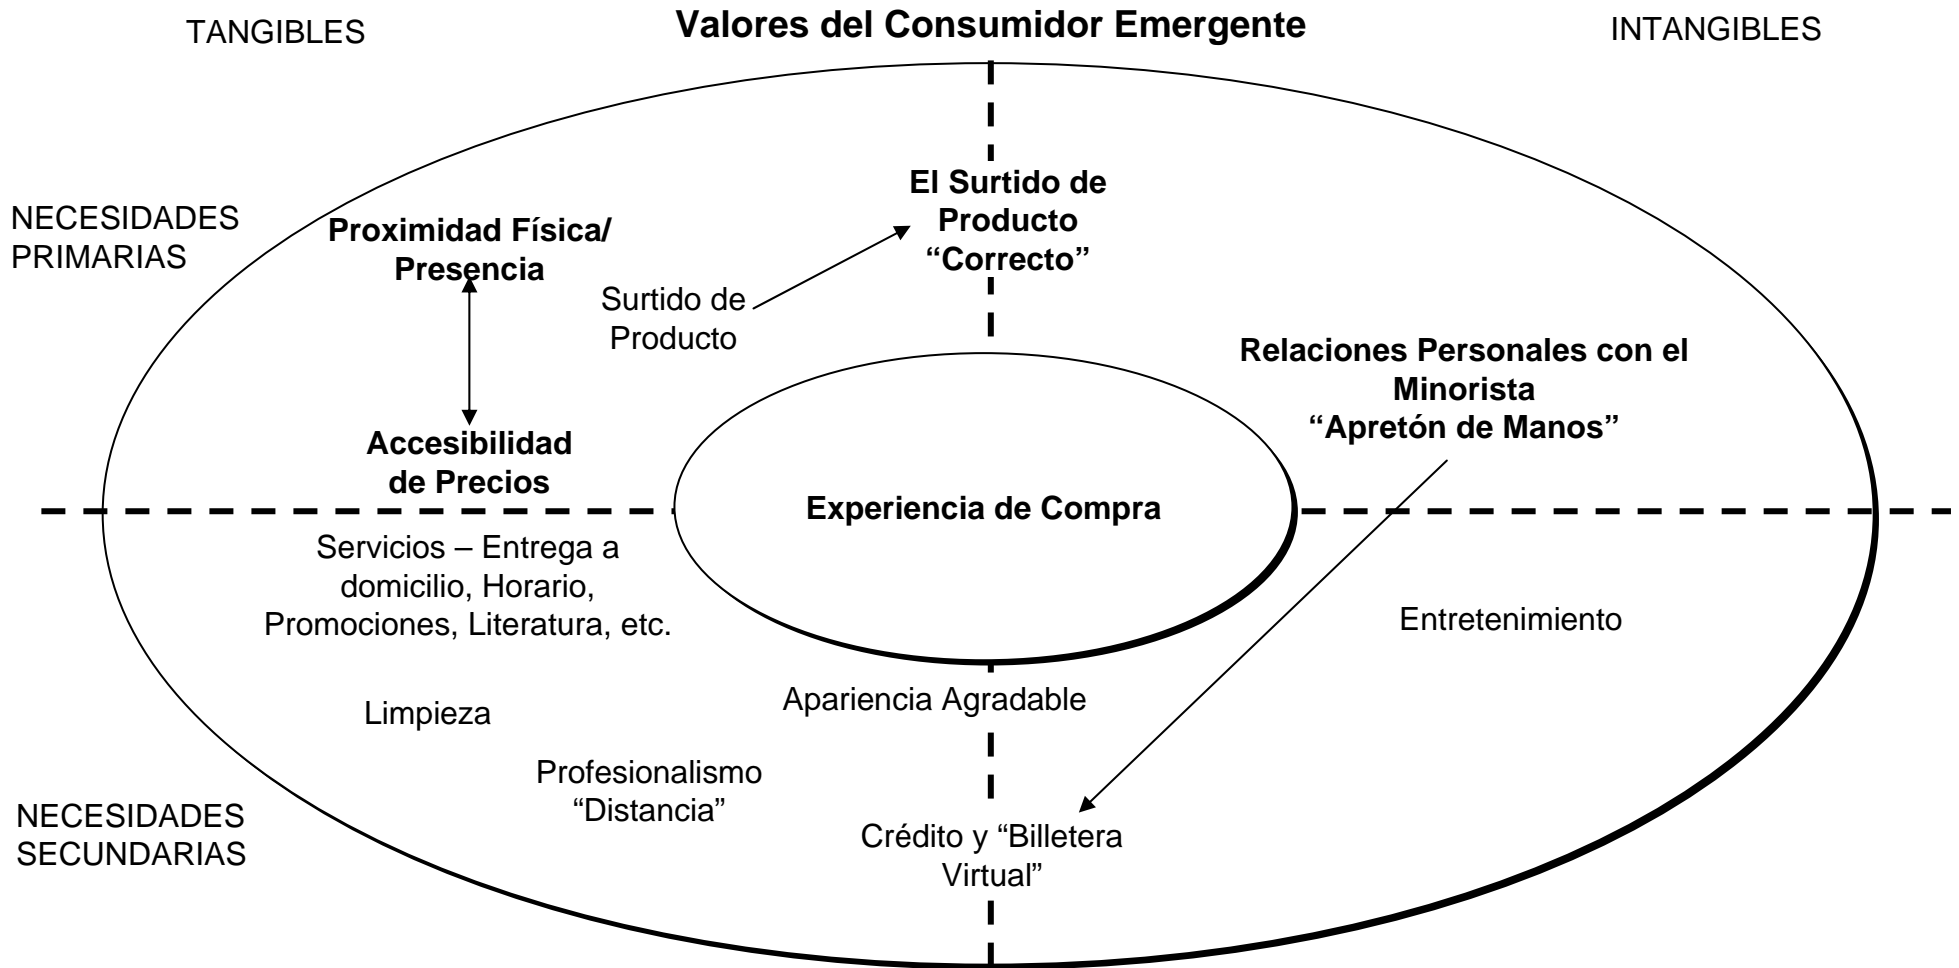 Valores del Consumidor Emergente
TANGIBLES
INTANGIBLES
NECESIDADES
PRIMARIAS
Proximidad Física/
Presencia
Surtido de
Producto
El Surtido de
Producto
“Correcto”
Relaciones Personales con el
Minorista
“Apretón de Manos”
Accesibilidad
de Precios
Experiencia de Compra
Servicios – Entrega a
domicilio, Horario,
Promociones, Literatura, etc.
Entretenimiento
Limpieza
Apariencia Agradable
Profesionalismo
“Distancia”
NECESIDADES
SECUNDARIAS
Crédito y “Billetera
Virtual”